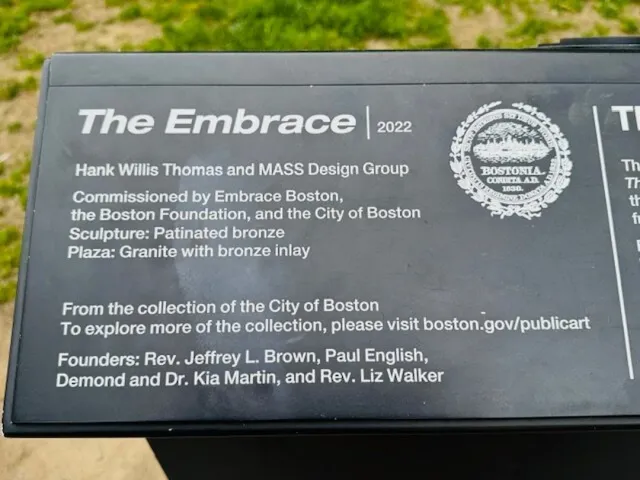 The Embrace | 2022
Hank Willis Thomas and MASS Design Group
Commissioned by Embrace Boston,
the Boston Foundation, and the City of Boston
Sculpture: Patinated bronze
Plaza: Granite with bronze inlay
From the collection of the City of Boston
To explore more of the collection, please visit boston.gov/publicart
Founders: Rev. Jeffrey L. Brown, Paul English,
Demond and Dr. Kia Martin, and Rev. Liz Walker
BOSTONIA.
CONDITA A.D.
1630.